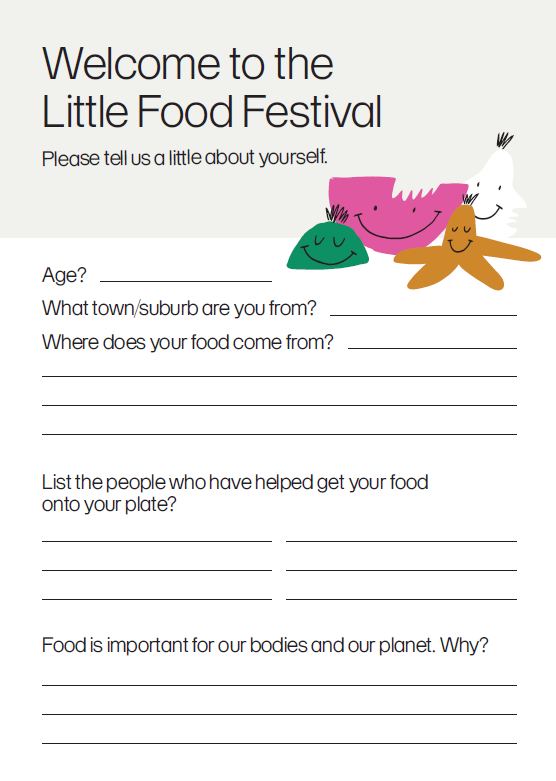 Welcome to the
Little Food Festival
Please tell us a little about yourself.
Age?
What town/suburb are you from?
Where does your food come from?
List the people who have helped get your food
onto your plate?
Food is important for our bodies and our planet. Why?